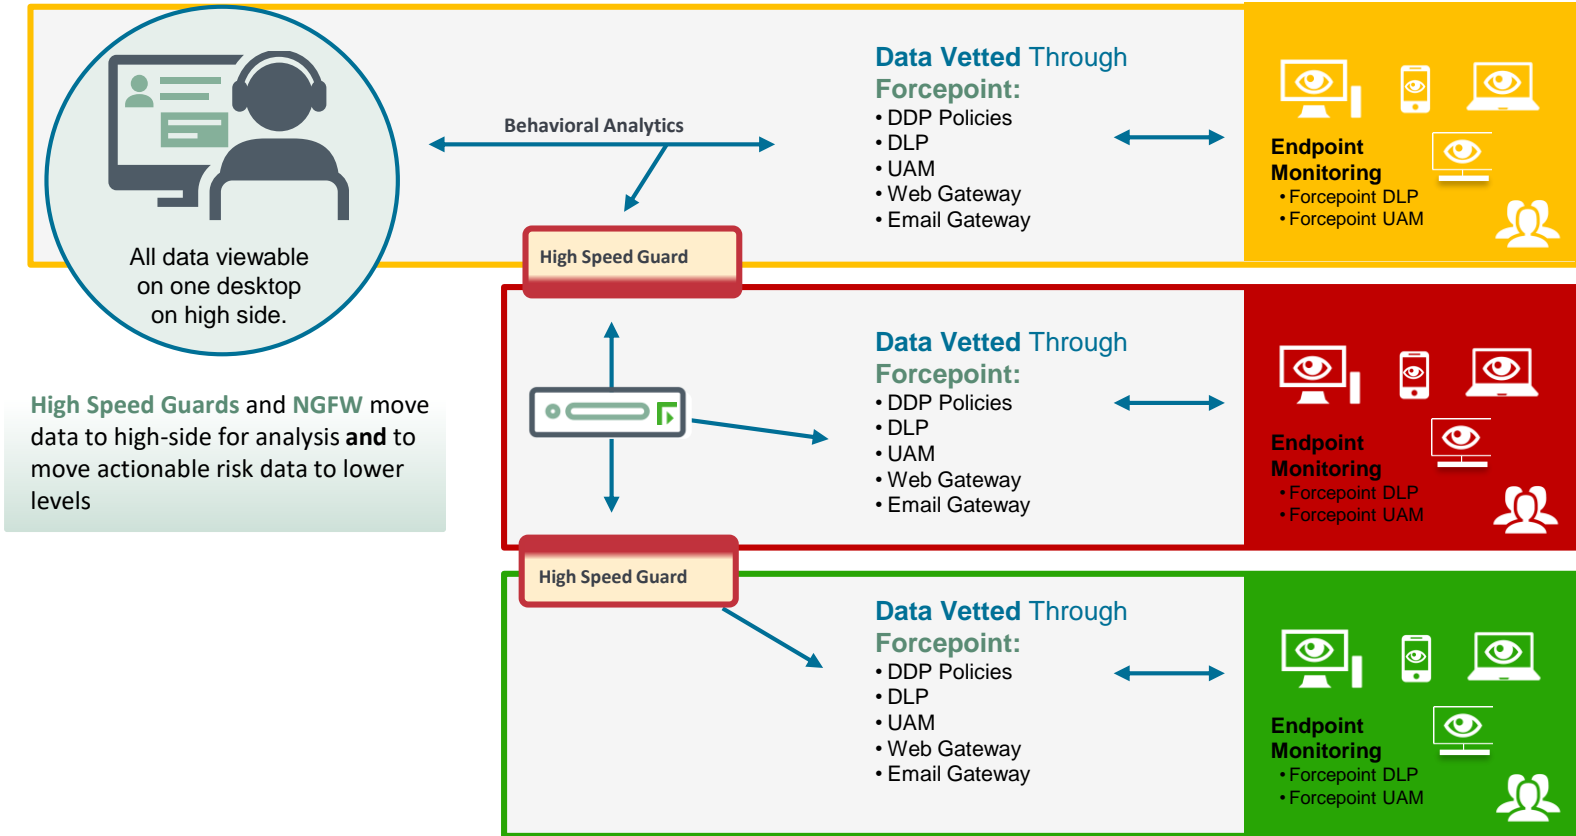 Data Vetted Through
Forcepoint:
• DDP Policies
• DLP
• UAM
• Web Gateway
• Email Gateway
Behavioral Analytics
Endpoint
Monitoring
• Forcepoint DLP
• Forcepoint UAM
All data viewable
on one desktop
on high side.
High Speed Guard
High Speed Guards and NGFW move
data to high-side for analysis and to
move actionable risk data to lower
levels
Data Vetted Through
Forcepoint:
• DDP Policies
• DLP
• UAM
• Web Gateway
• Email Gateway
Endpoint
Monitoring
• Forcepoint DLP
• Forcepoint UAM
High Speed Guard
Data Vetted Through
Forcepoint:
• DDP Policies
• DLP
• UAM
• Web Gateway
• Email Gateway
Endpoint
Monitoring
• Forcepoint DLP
• Forcepoint UAM